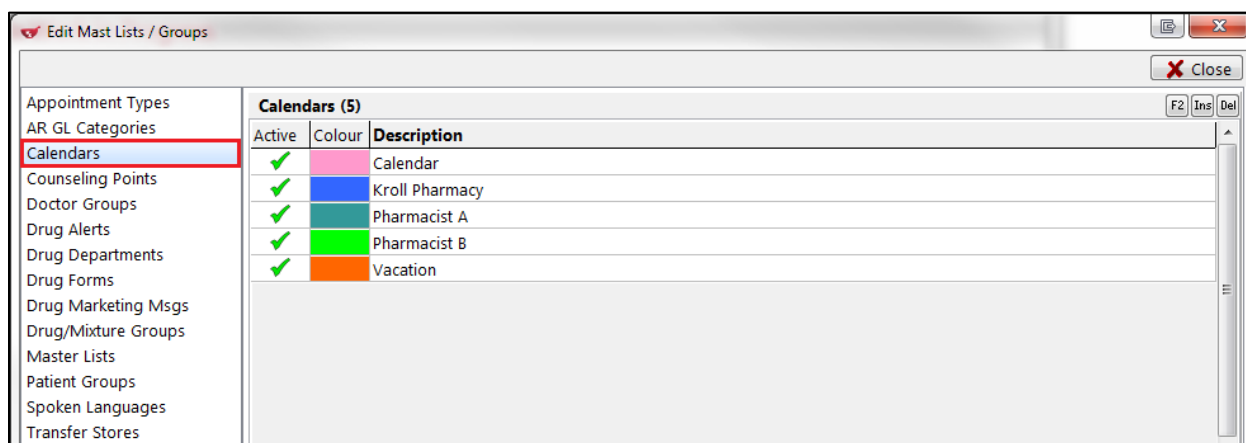 Edit Mast Lists / Groups
Close
Appointment Types
AR GL Categories
Calendars
Counseling Points
Doctor Groups
Drug Alerts
Drug Departments
Drug Forms
Drug Marketing Msgs
Drug/Mixture Groups
Master Lists
Patient Groups
Spoken Languages
Transfer Stores
Calendars (5) F2 Ins Del
Active Colour Description
Calendar
Kroll Pharmacy
Pharmacist A
Pharmacist B
Vacation